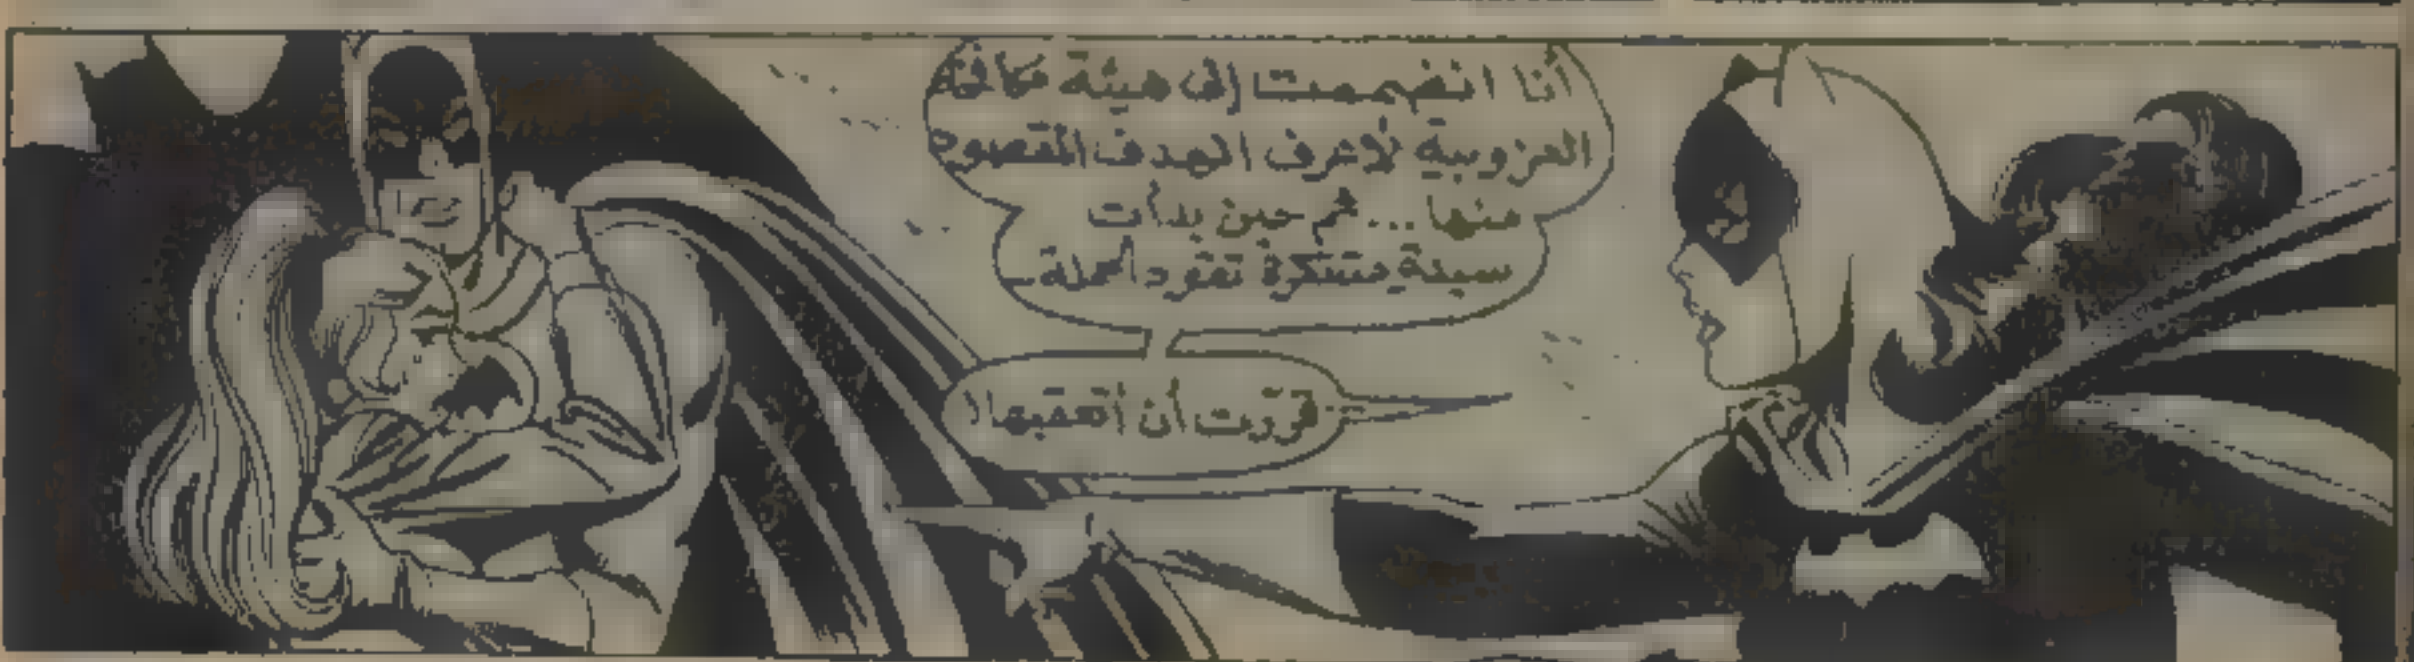 أنا انضممت إلى هيئة مكافحة
العزوبية لأعرف الهدف المقصود
منها... ثم حين بدأت
سيدة متنكرة تقود الحملة
قررت أن أتعقبها!